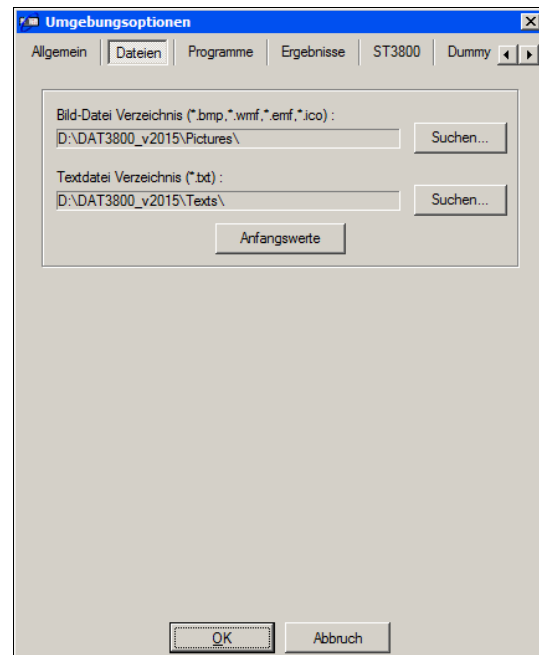 Umgebungsoptionen
Allgemein Dateien Programme Ergebnisse ST3800 Dummy
Bild-Datei Verzeichnis (*.bmp,*.wmf,*.emf,*.ico) :
D:\DAT3800_v2015\Pictures\ Suchen...
Textdatei Verzeichnis (*.txt) :
D:\DAT3800_v2015\Texts\ Suchen...
Anfangswerte
OK Abbruch